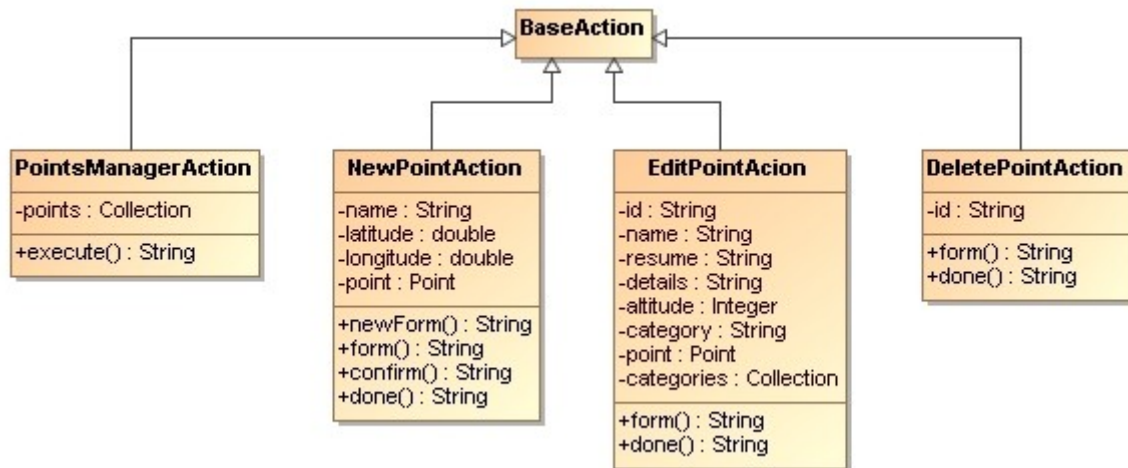 BaseAction
PointsManagerAction
-points : Collection
+execute() : String
NewPointAction
-name : String
-latitude : double
-longitude : double
-point : Point
+newForm() : String
+form() : String
+confirm() : String
+done() : String
EditPointAcion
-id : String
-name : String
-resume : String
-details : String
-altitude : Integer
-category : String
-point : Point
-categories : Collection
+form() : String
+done() : String
DeletePointAction
-id : String
+form() : String
+done() : String